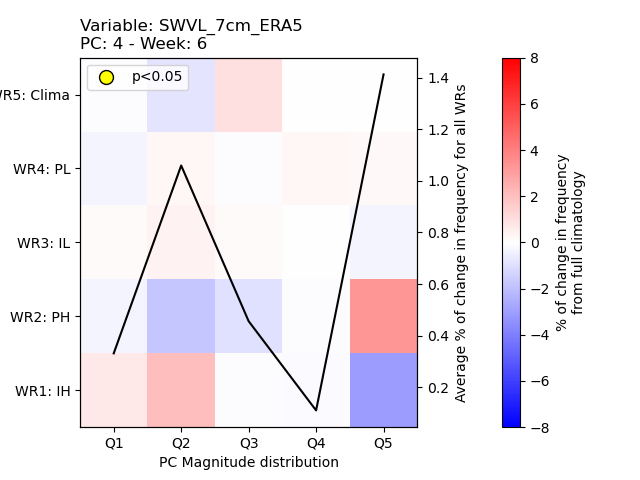 Variable: SWVL_7cm_ERA5
PC: 4 - Week: 6
p<0.05
WR5: Clima
WR4: PL
WR3: IL
WR2: PH
WR1: IH
Q1 Q2 Q3 Q4 Q5
PC Magnitude distribution
1.4
1.2
1.0
0.8
0.6
0.4
0.2
Average % of change in frequency for all WRs
8
6
4
2
0
−2
−4
−6
−8
% of change in frequency
from full climatology